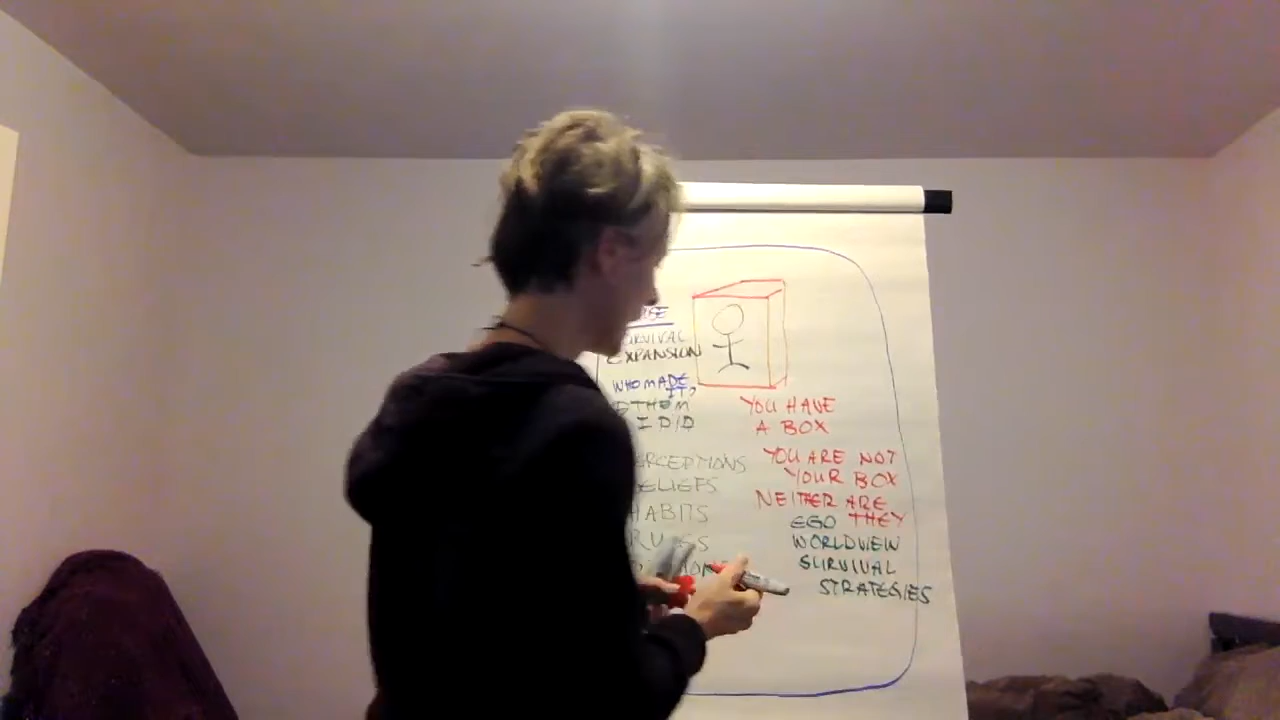 SURVIVAL
EXPANSION
WHO MADE
IT?
THEM
I DID
PERCEPTIONS
BELIEFS
HABITS
YOU HAVE
A BOX
YOU ARE NOT
YOUR BOX
NEITHER ARE
THEY
EGO
WORLDVIEW
SURVIVAL
STRATEGIES